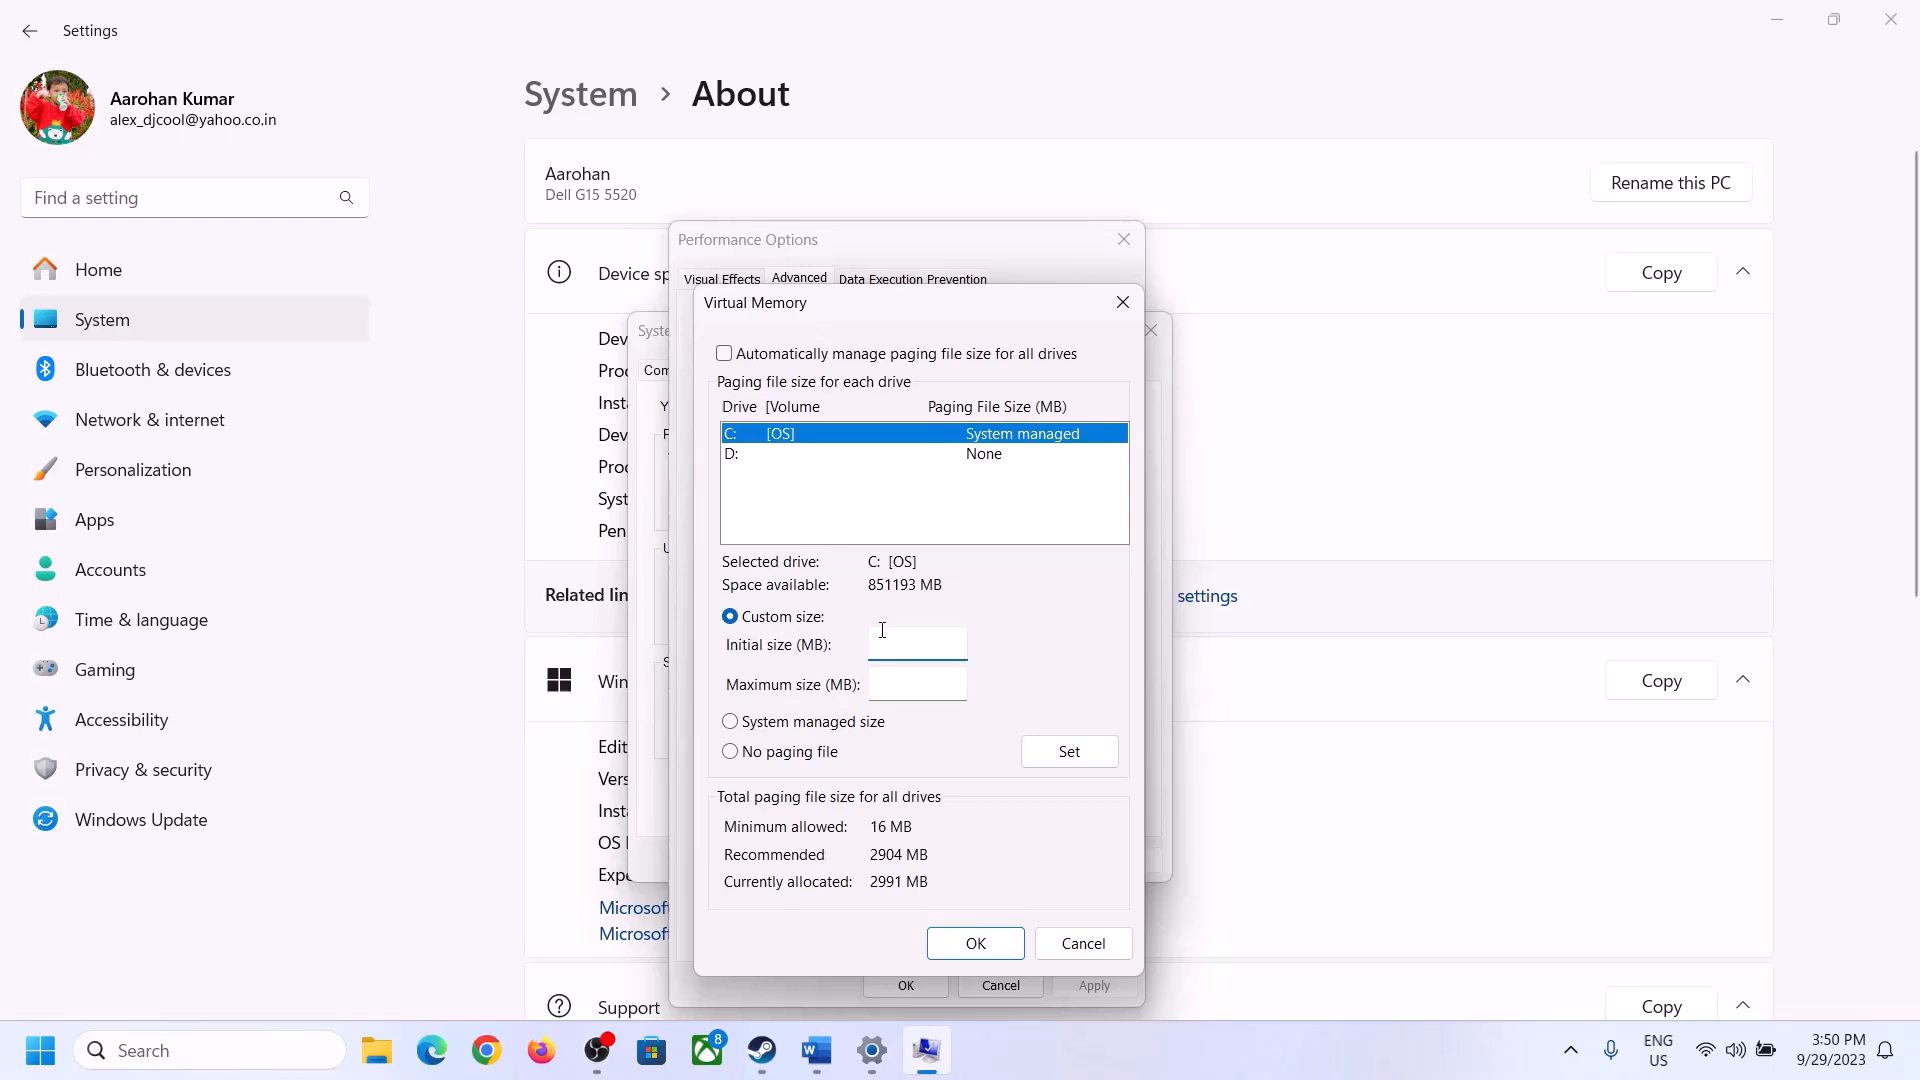 Settings
Aarohan Kumar
alex_djcool@yahoo.co.in
Find a setting
Home
System
Bluetooth & devices
Network & internet
Personalization
Apps
Accounts
Time & language
Gaming
Accessibility
Privacy & security
Windows Update
System > About
Aarohan
Dell G15 5520
Rename this PC
Copy
Related lin
settings
Copy
Support
Copy
Performance Options
Visual Effects Advanced Data Execution Prevention
Virtual Memory
Automatically manage paging file size for all drives
Paging file size for each drive
Drive [Volume Paging File Size (MB)
C: [OS] System managed
D: None
Selected drive: C: [OS]
Space available: 851193 MB
Custom size:
Initial size (MB):
Maximum size (MB):
System managed size
No paging file
Set
Total paging file size for all drives
Minimum allowed: 16 MB
Recommended 2904 MB
Currently allocated: 2991 MB
OK Cancel
OK Cancel Apply
Search
8
W
ENG
US
3:50 PM
9/29/2023